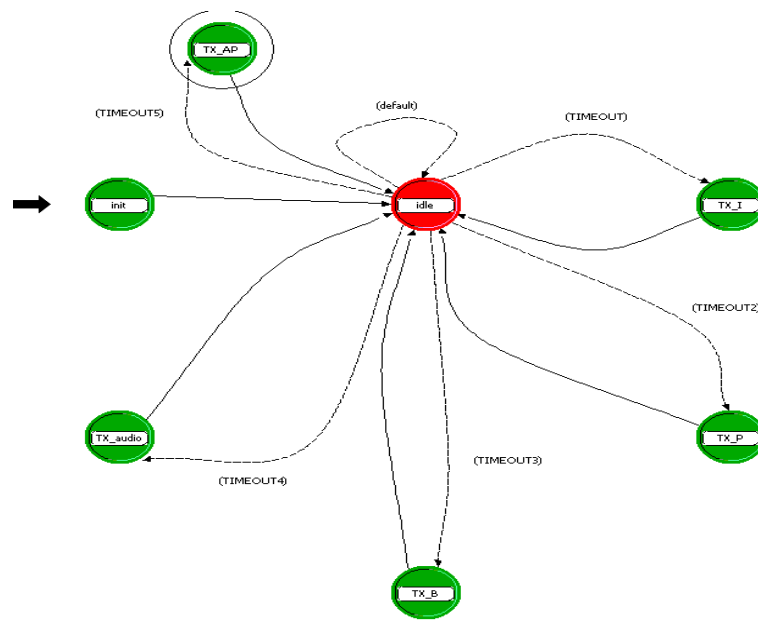 TX_AP
(default)
(TIMEOUT5)
(TIMEOUT)
init
idle
TX_I
(TIMEOUT2)
TX_audio
TX_P
(TIMEOUT3)
(TIMEOUT4)
TX_B